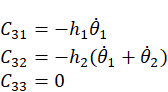 C₃₁ = −h₁θ̇₁
C₃₂ = −h₂(θ̇₁ + θ̇₂)
C₃₃ = 0